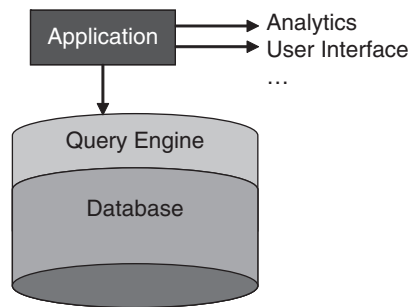 Application
Analytics
User Interface
…
Query Engine
Database